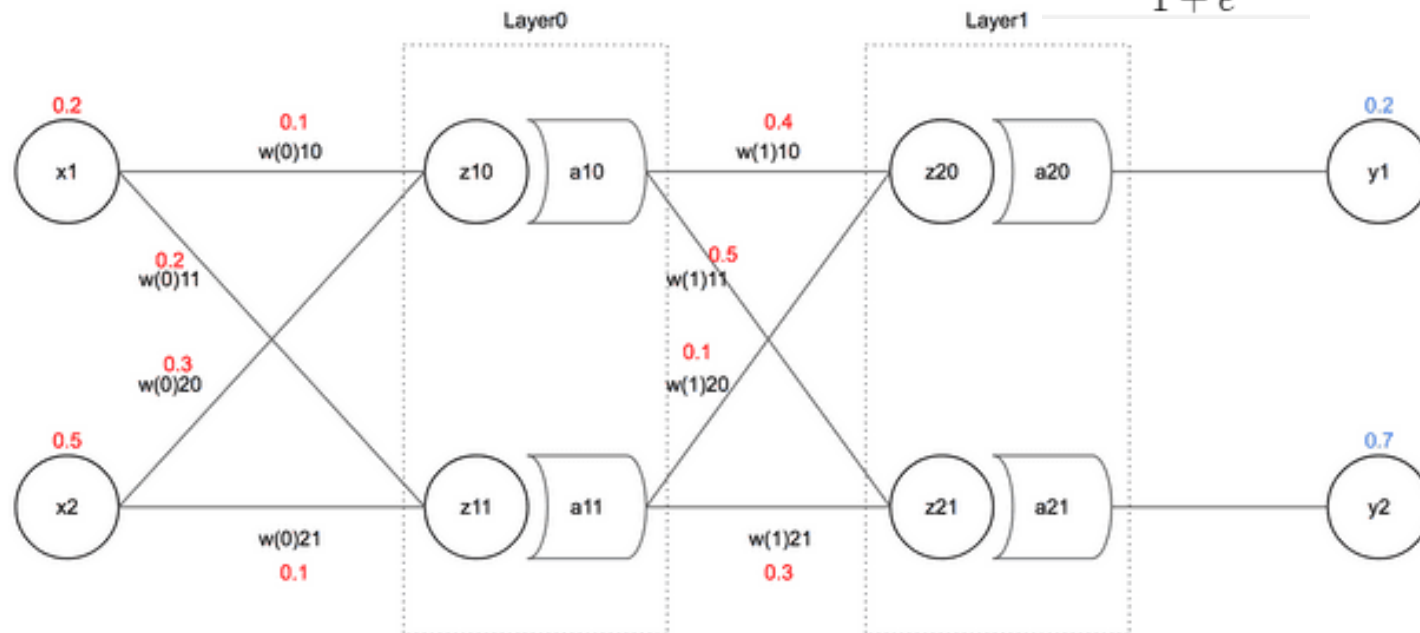 1 + e
Layer0 Layer1
0.2 0.1 0.4 0.2
w(0)10 w(1)10
x1 z10 a10 z20 a20 y1
0.2 0.5
w(0)11 w(1)11
0.3 0.1
w(0)20 w(1)20
0.5 0.7
x2 z11 a11 z21 a21 y2
w(0)21 w(1)21
0.1 0.3